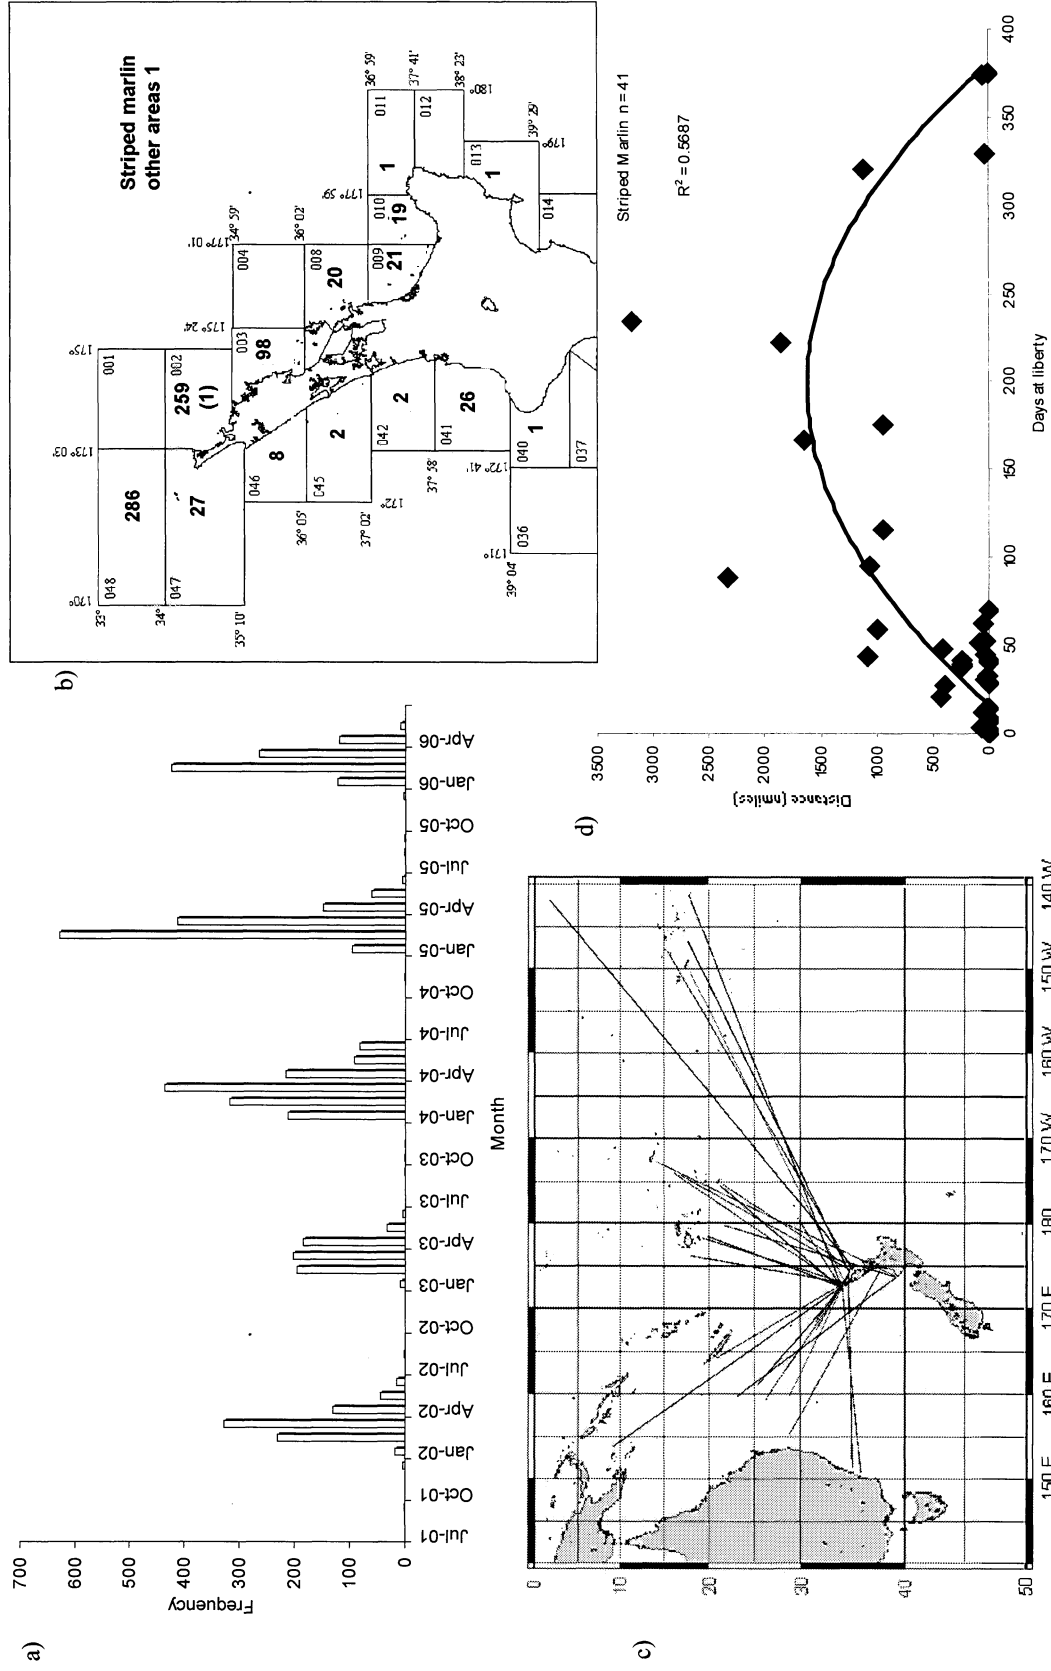 a)
Frequency
700
600
500
400
300
200
100
0
Jul-01
Oct-01
Jan-02
Apr-02
Jul-02
Oct-02
Jan-03
Apr-03
Jul-03
Oct-03
Jan-04
Apr-04
Jul-04
Oct-04
Jan-05
Apr-05
Jul-05
Oct-05
Jan-06
Apr-06
Month
b)
Striped marlin
other areas 1
170°
173° 03'
175°
175° 24'
177° 01'
177° 59'
33°
34°
35° 10'
34° 59'
36° 02'
36° 59'
37° 41'
38° 23'
180°
39° 29'
179°
36° 05'
37° 02'
172°
37° 58'
172° 41'
39° 04'
171°
048
286
001
047
27
002
259
(1)
003
98
004
046
8
045
2
008
20
009
21
010
19
011
1
012
013
1
014
042
2
041
26
040
1
037
036
c)
0
10
20
30
40
50
150 E
160 E
170 E
180
170 W
160 W
150 W
140 W
d)
Striped Marlin n = 41
R² = 0.5687
Distance (nmiles)
3500
3000
2500
2000
1500
1000
500
0
0
50
100
150
200
250
300
350
400
Days at liberty